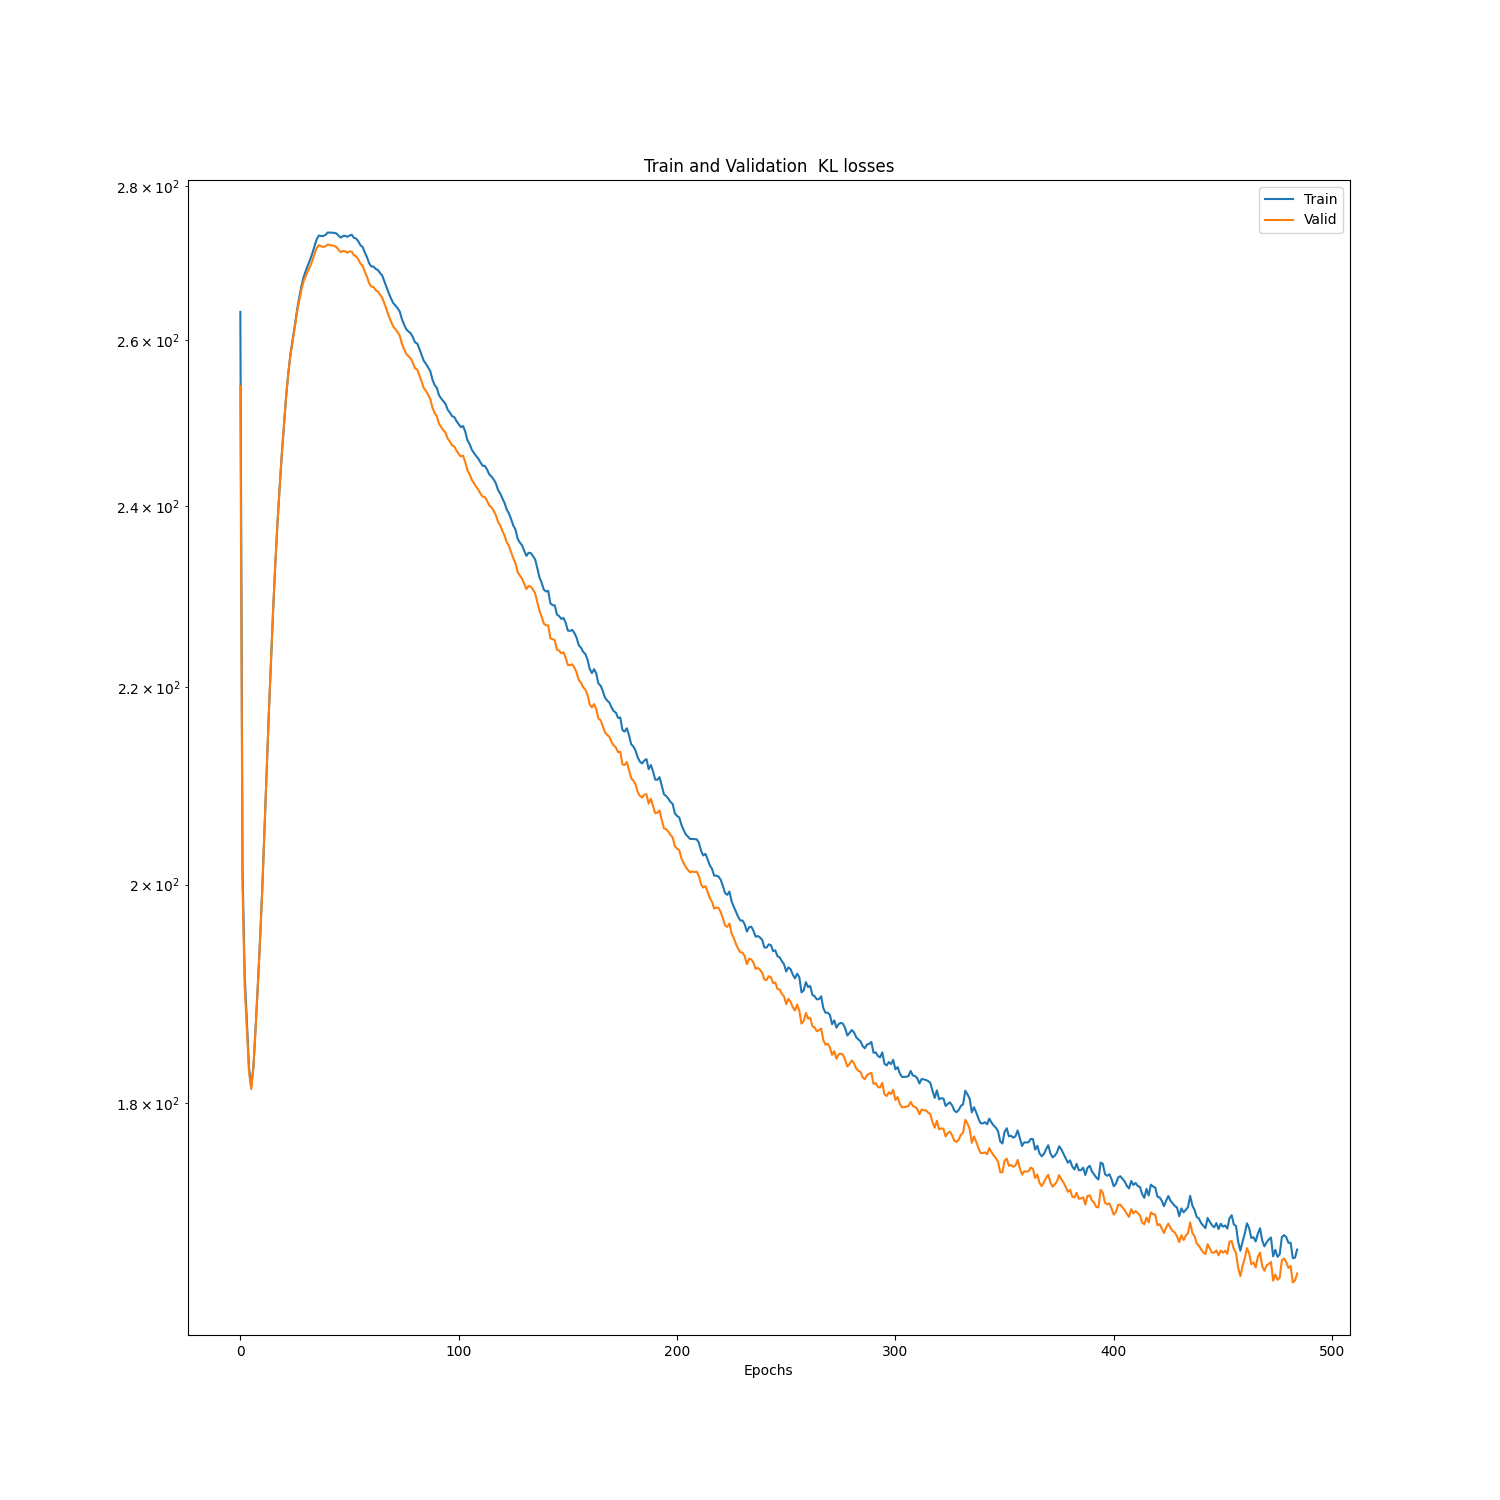 Train and Validation  KL losses
2.8 × 10²
2.6 × 10²
2.4 × 10²
2.2 × 10²
2 × 10²
1.8 × 10²
Train
Valid
0 100 200 300 400 500
Epochs